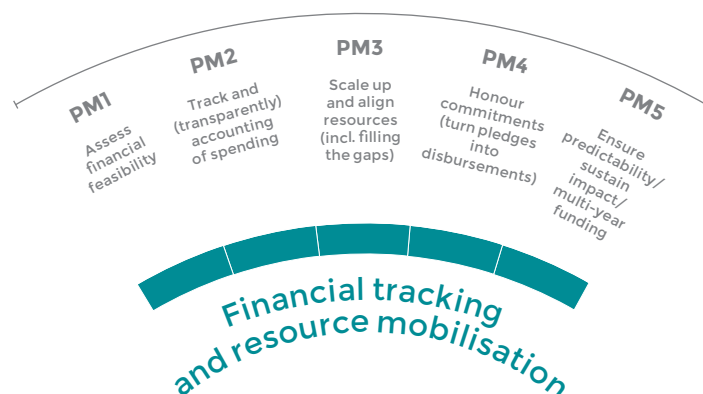 PM1
Assess
financial
feasibility
PM2
Track and
(transparently)
accounting
of spending
PM3
Scale up
and align
resources
(incl. filling
the gaps)
PM4
Honour
commitments
(turn pledges
into
disbursements)
PM5
Ensure
predictability/
sustain
impact/
multi-year
funding
Financial tracking
and resource mobilisation